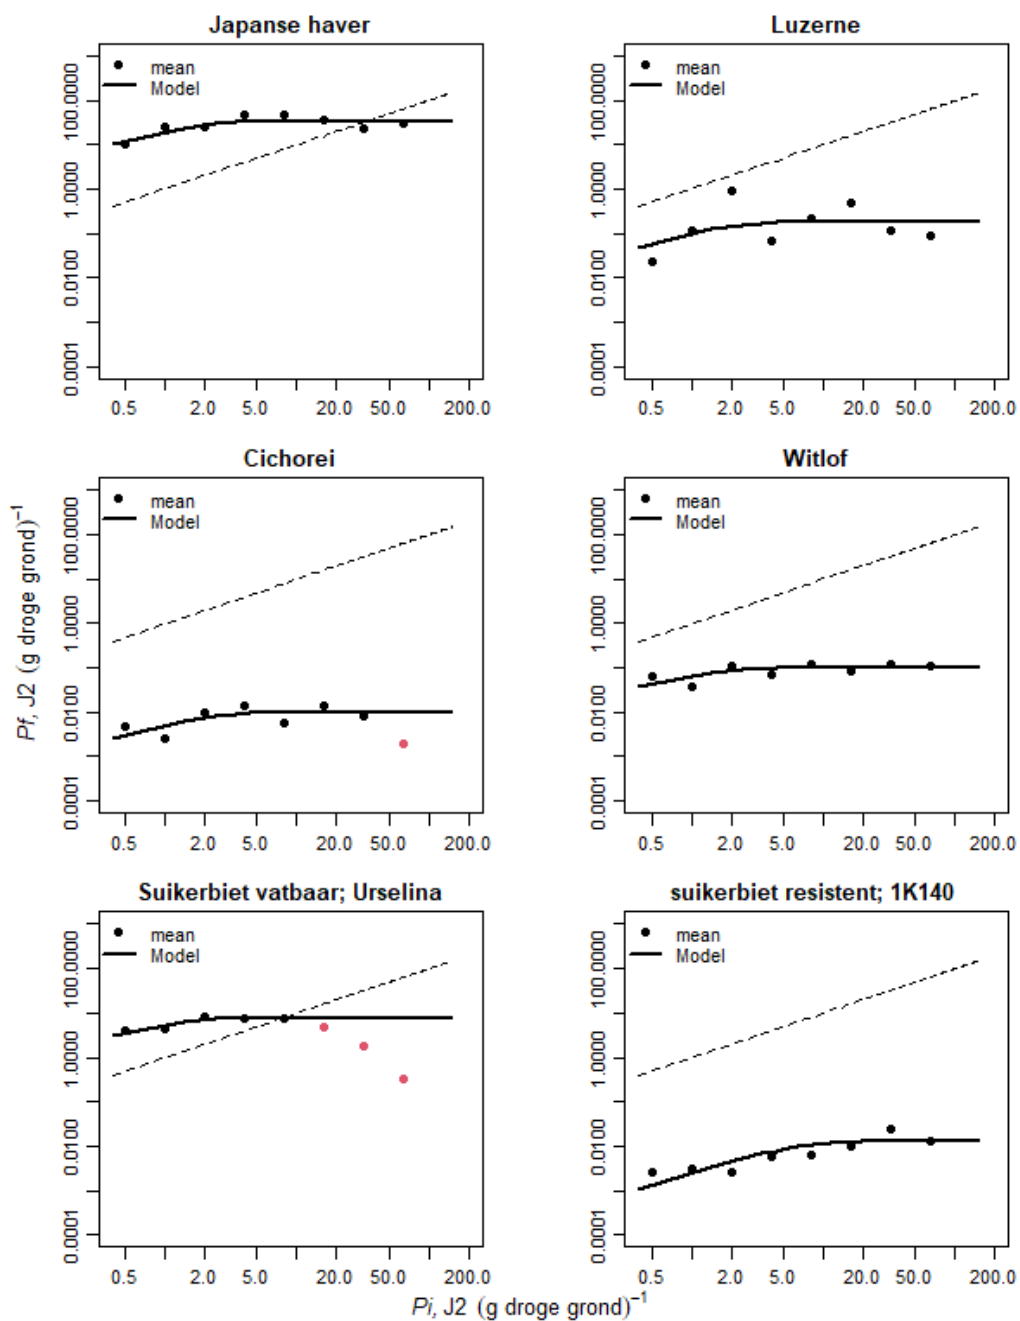 Japanse haver
mean
Model
100.0000
1.0000
0.0100
0.0001
0.5 2.0 5.0 20.0 50.0 200.0
Luzerne
mean
Model
100.0000
1.0000
0.0100
0.0001
0.5 2.0 5.0 20.0 50.0 200.0
Pf, J2 (g droge grond)⁻¹
Cichorei
mean
Model
100.0000
1.0000
0.0100
0.0001
0.5 2.0 5.0 20.0 50.0 200.0
Witlof
mean
Model
100.0000
1.0000
0.0100
0.0001
0.5 2.0 5.0 20.0 50.0 200.0
Suikerbiet vatbaar; Urselina
mean
Model
100.0000
1.0000
0.0100
0.0001
0.5 2.0 5.0 20.0 50.0 200.0
suikerbiet resistent; 1K140
mean
Model
100.0000
1.0000
0.0100
0.0001
0.5 2.0 5.0 20.0 50.0 200.0
Pi, J2 (g droge grond)⁻¹